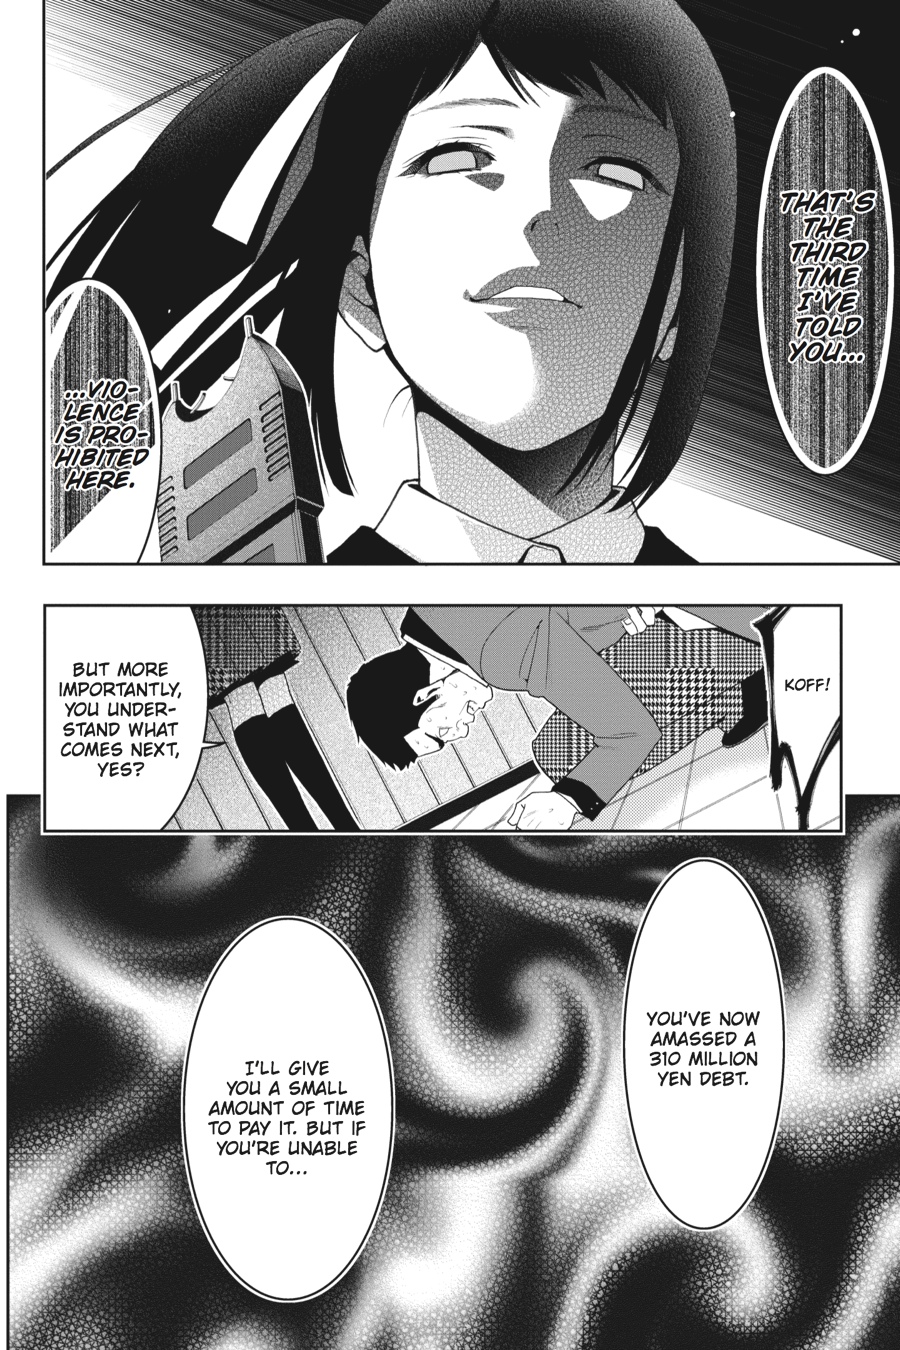 THAT'S
THE
THIRD
TIME
I'VE
TOLD
YOU...
...VIO-
LENCE
IS PRO-
HIBITED
HERE.
KOFF!
BUT MORE
IMPORTANTLY,
YOU UNDER-
STAND WHAT
COMES NEXT,
YES?
YOU'VE NOW
AMASSED A
310 MILLION
YEN DEBT.
I'LL GIVE
YOU A SMALL
AMOUNT OF TIME
TO PAY IT. BUT IF
YOU'RE UNABLE
TO...